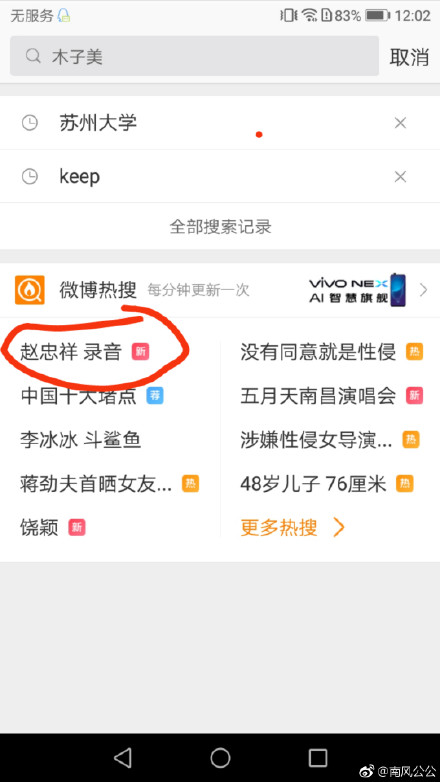 无服务 83% 12:02
木子美 取消
苏州大学
keep
全部搜索记录
微博热搜 每分钟更新一次 vivo NEX
AI 智慧旗舰
赵忠祥 录音 新 没有同意就是性侵 热
中国十大堵点 荐 五月天南昌演唱会 新
李冰冰 斗鲨鱼 涉嫌性侵女导演... 热
蒋劲夫首晒女友... 热 48岁儿子 76厘米 热
饶颖 新 更多热搜
@南风公公